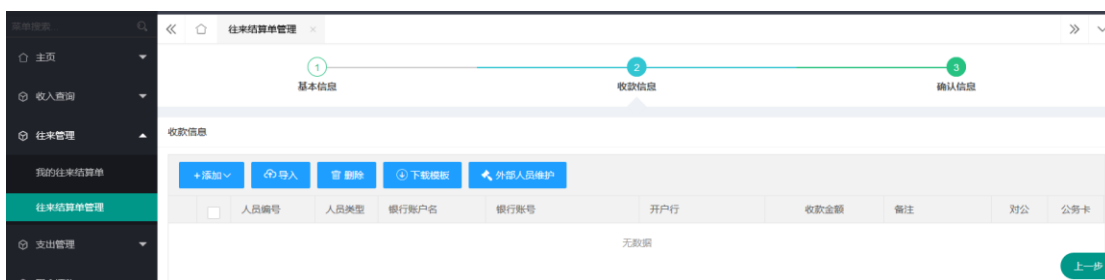 菜单搜索
往来结算单管理
主页
1
2
3
基本信息
收款信息
确认信息
收入查询
往来管理
收款信息
我的往来结算单
+添加
导入
删除
下载模板
外部人员维护
往来结算单管理
人员编号 人员类型 银行账户名 银行账号 开户行 收款金额 备注 对公 公务卡
支出管理
无数据
上一步